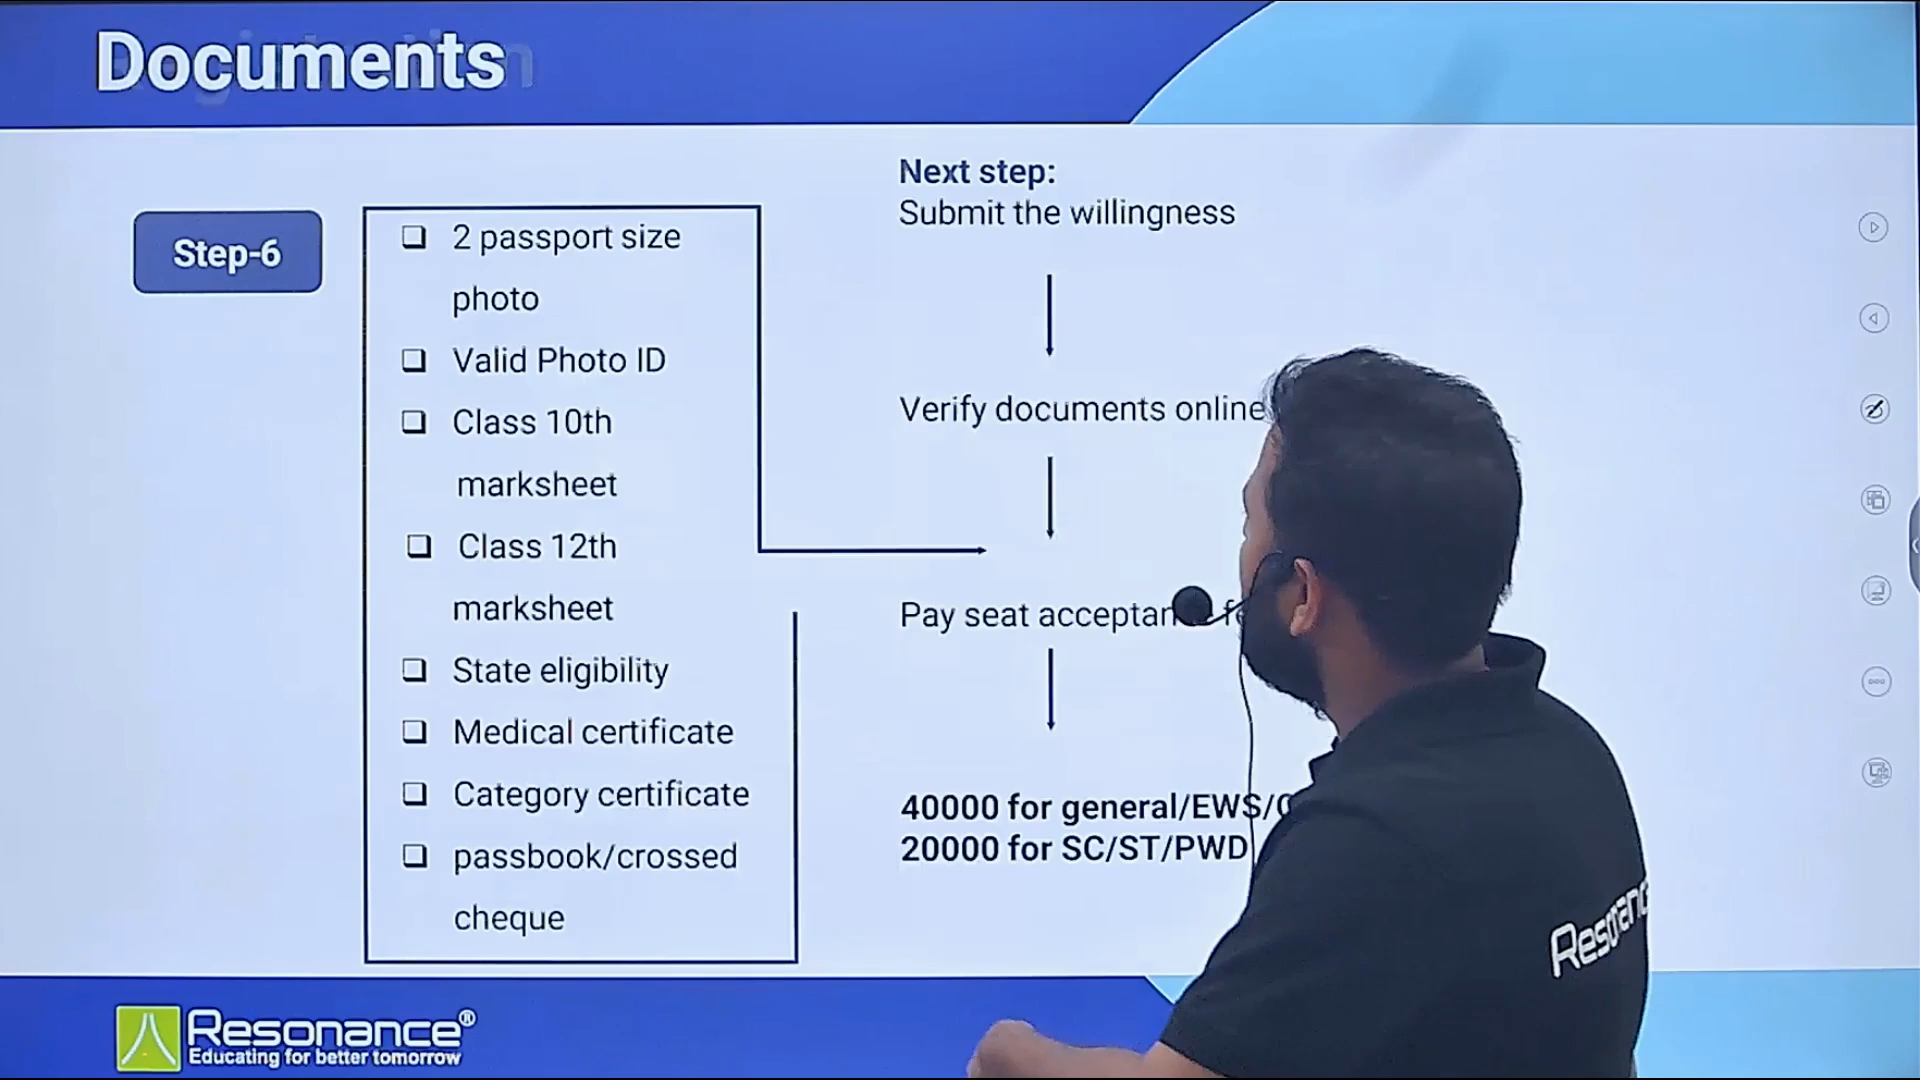 Documents
Step-6
2 passport size
photo
Valid Photo ID
Class 10th
marksheet
Class 12th
marksheet
State eligibility
Medical certificate
Category certificate
passbook/crossed
cheque
Next step:
Submit the willingness
Verify documents online
Pay seat
40000 for general/EWS/
20000 for SC/ST/PWD
Resonance®
Educating for better tomorrow